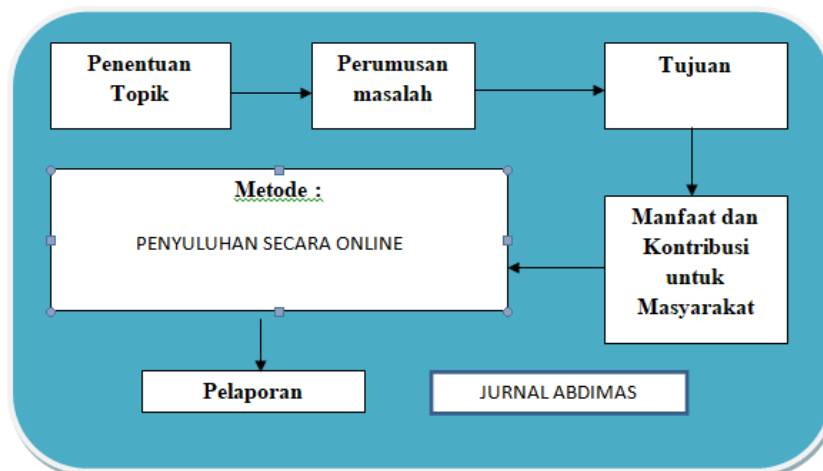 Penentuan
Topik
Perumusan
masalah
Tujuan
Metode :
PENYULUHAN SECARA ONLINE
Manfaat dan
Kontribusi
untuk
Masyarakat
Pelaporan
JURNAL ABDIMAS